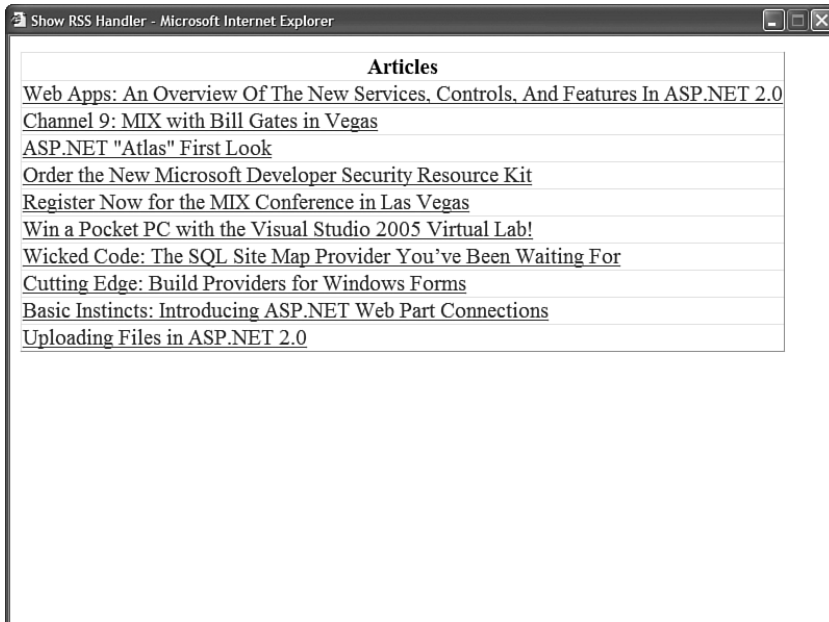 Show RSS Handler - Microsoft Internet Explorer
Articles
Web Apps: An Overview Of The New Services, Controls, And Features In ASP.NET 2.0
Channel 9: MIX with Bill Gates in Vegas
ASP.NET "Atlas" First Look
Order the New Microsoft Developer Security Resource Kit
Register Now for the MIX Conference in Las Vegas
Win a Pocket PC with the Visual Studio 2005 Virtual Lab!
Wicked Code: The SQL Site Map Provider You’ve Been Waiting For
Cutting Edge: Build Providers for Windows Forms
Basic Instincts: Introducing ASP.NET Web Part Connections
Uploading Files in ASP.NET 2.0